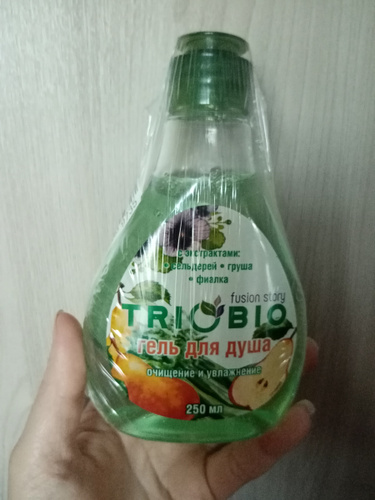 с экстрактами:
• сельдерей • груша
• фиалка
fusion story
TRIOBIO
гель для душа
очищение и увлажнение
250 мл